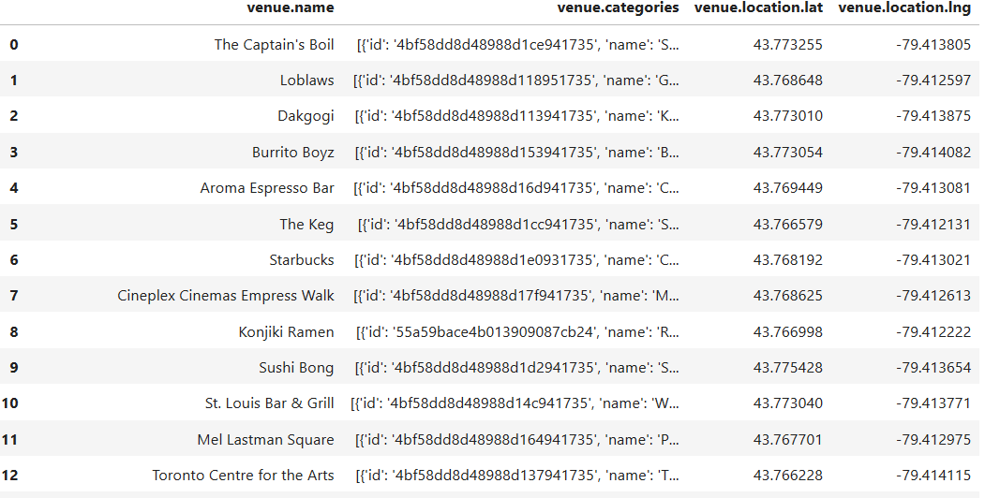 venue.name venue.categories venue.location.lat venue.location.lng
0 The Captain's Boil [{'id': '4bf58dd8d48988d1ce941735', 'name': 'S... 43.773255 -79.413805
1 Loblaws [{'id': '4bf58dd8d48988d118951735', 'name': 'G... 43.768648 -79.412597
2 Dakgogi [{'id': '4bf58dd8d48988d113941735', 'name': 'K... 43.773010 -79.413875
3 Burrito Boyz [{'id': '4bf58dd8d48988d153941735', 'name': 'B... 43.773054 -79.414082
4 Aroma Espresso Bar [{'id': '4bf58dd8d48988d16d941735', 'name': 'C... 43.769449 -79.413081
5 The Keg [{'id': '4bf58dd8d48988d1cc941735', 'name': 'S... 43.766579 -79.412131
6 Starbucks [{'id': '4bf58dd8d48988d1e0931735', 'name': 'C... 43.768192 -79.413021
7 Cineplex Cinemas Empress Walk [{'id': '4bf58dd8d48988d17f941735', 'name': 'M... 43.768625 -79.412613
8 Konjiki Ramen [{'id': '55a59bace4b013909087cb24', 'name': 'R... 43.766998 -79.412222
9 Sushi Bong [{'id': '4bf58dd8d48988d1d2941735', 'name': 'S... 43.775428 -79.413654
10 St. Louis Bar & Grill [{'id': '4bf58dd8d48988d14c941735', 'name': 'W... 43.773040 -79.413771
11 Mel Lastman Square [{'id': '4bf58dd8d48988d164941735', 'name': 'P... 43.767701 -79.412975
12 Toronto Centre for the Arts [{'id': '4bf58dd8d48988d137941735', 'name': 'T... 43.766228 -79.414115